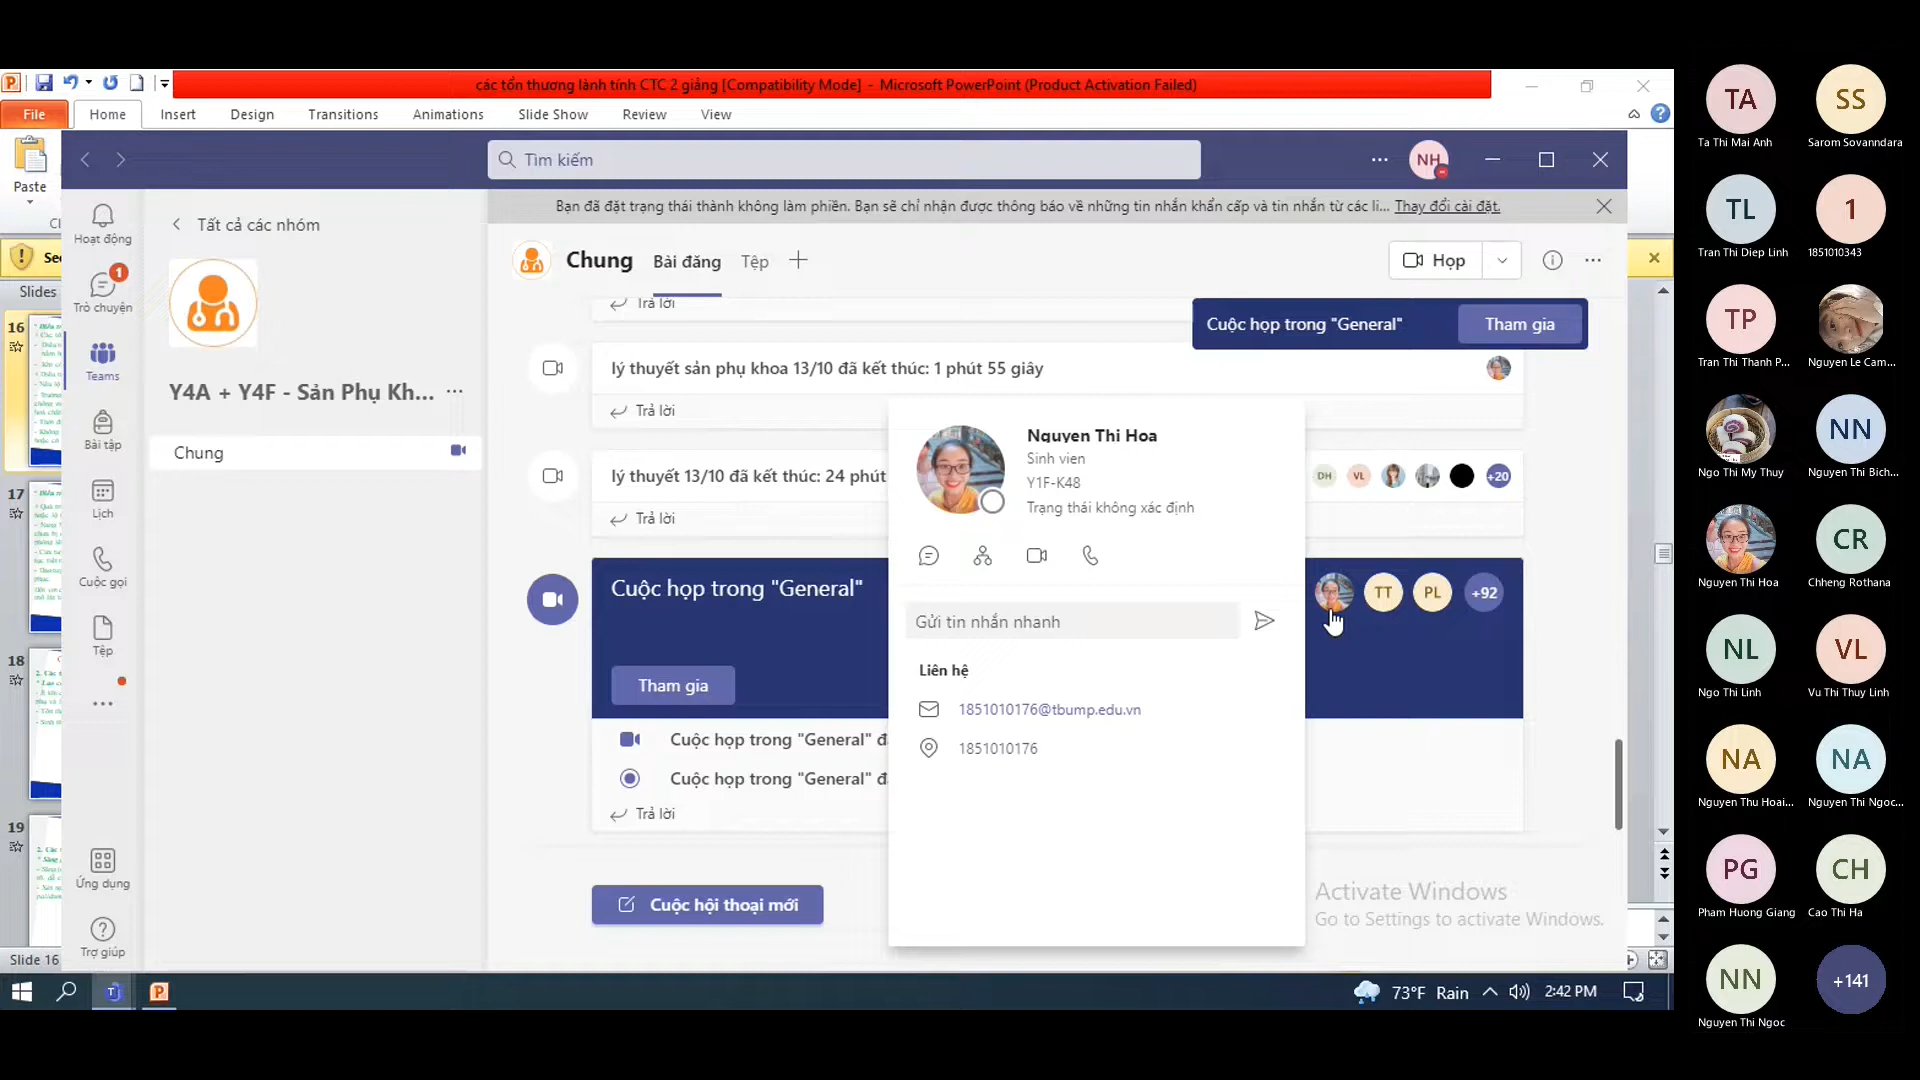 các tổn thương lành tính CTC 2 giảng [Compatibility Mode] - Microsoft PowerPoint (Product Activation Failed)
File Home Insert Design Transitions Animations Slide Show Review View
Paste
Tìm kiếm
NH
Bạn đã đặt trạng thái thành không làm phiền. Bạn sẽ chỉ nhận được thông báo về những tin nhắn khẩn cấp và tin nhắn từ các li... Thay đổi cài đặt.
Hoạt động
1
Trò chuyện
Teams
Bài tập
Lịch
Cuộc gọi
Tệp
Ứng dụng
Trợ giúp
Slides
16
17
18
19
Slide 16
Tất cả các nhóm
Y4A + Y4F - Sản Phụ Kh...
Chung
Chung Bài đăng Tệp
Họp
Trả lời
Cuộc họp trong "General" Tham gia
lý thuyết sản phụ khoa 13/10 đã kết thúc: 1 phút 55 giây
Trả lời
lý thuyết 13/10 đã kết thúc: 24 phút
DH VL +20
Trả lời
Cuộc họp trong "General"
TT PL +92
Tham gia
Cuộc họp trong "General"
Cuộc họp trong "General"
Trả lời
Cuộc hội thoại mới
Nguyen Thi Hoa
Sinh vien
Y1F-K48
Trạng thái không xác định
Gửi tin nhắn nhanh
Liên hệ
1851010176@tbump.edu.vn
1851010176
Activate Windows
Go to Settings to activate Windows.
73°F Rain 2:42 PM
TA SS
Ta Thi Mai Anh Sarom Sovanndara
TL 1
Tran Thi Diep Linh 1851010343
TP
Tran Thi Thanh P... Nguyen Le Cam...
NN
Ngo Thi My Thuy Nguyen Thi Bich...
CR
Nguyen Thi Hoa Chheng Rothana
NL VL
Ngo Thi Linh Vu Thi Thuy Linh
NA NA
Nguyen Thu Hoai... Nguyen Thi Ngoc...
PG CH
Pham Huong Giang Cao Thi Ha
NN +141
Nguyen Thi Ngoc